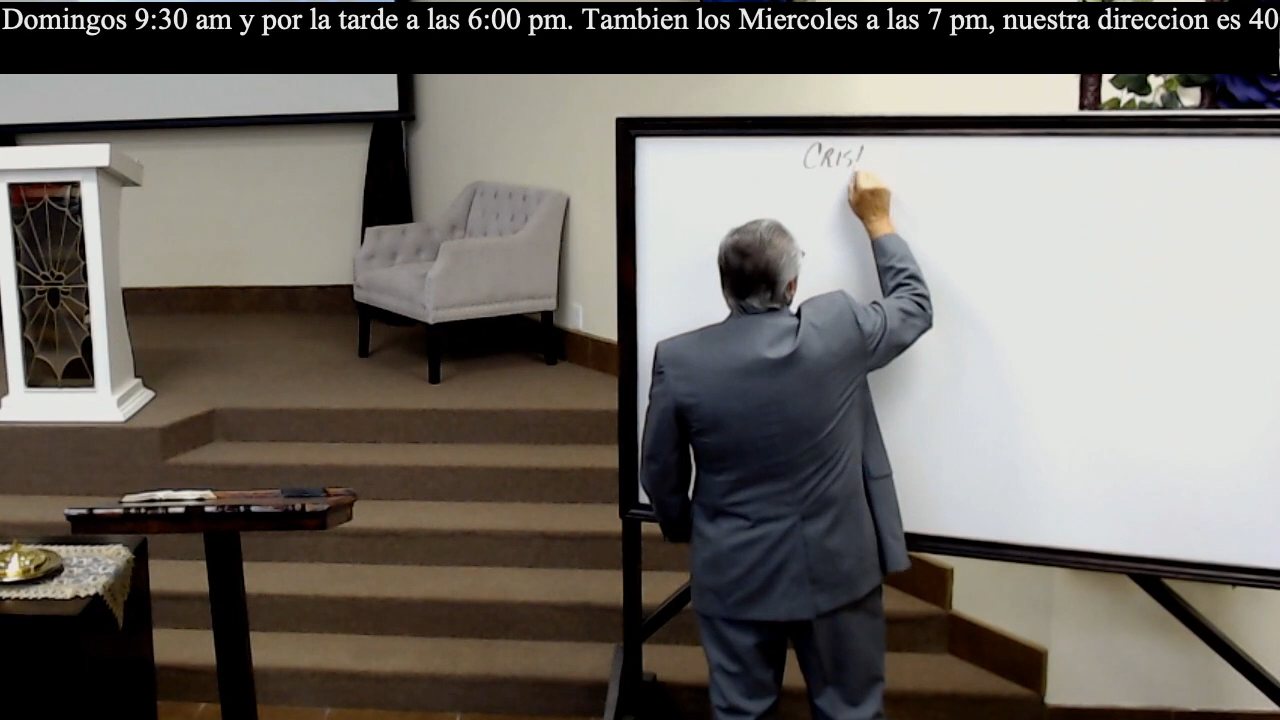 Domingos 9:30 am y por la tarde a las 6:00 pm. Tambien los Miercoles a las 7 pm, nuestra direccion es 40
CRIS